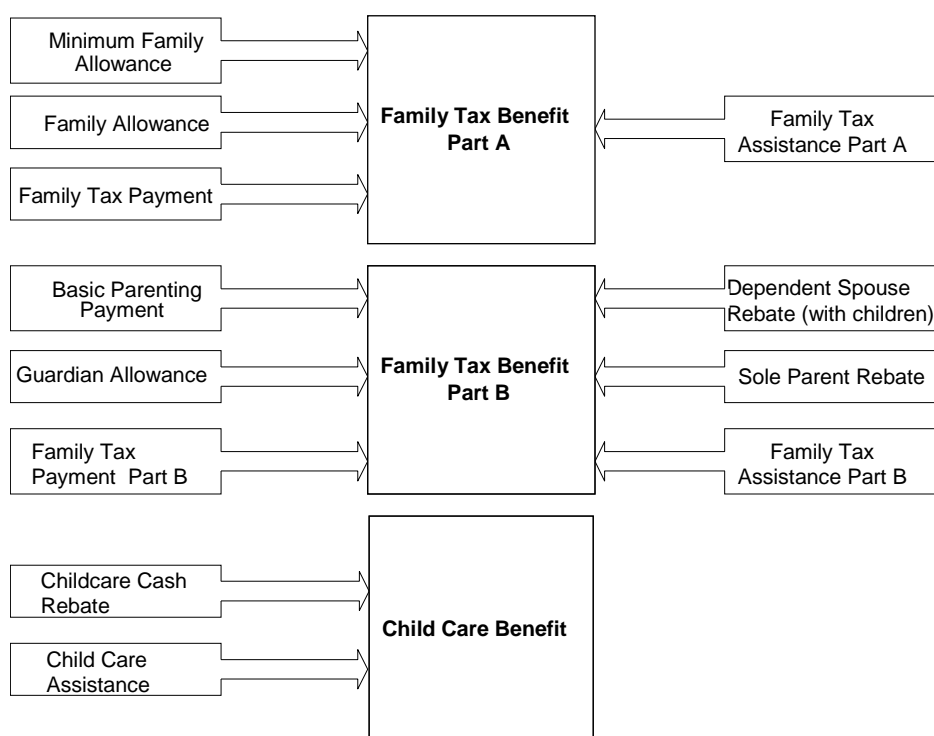 Minimum Family
Allowance
Family Allowance
Family Tax Payment
Family Tax Benefit
Part A
Family Tax
Assistance Part A
Basic Parenting
Payment
Guardian Allowance
Family Tax
Payment Part B
Family Tax Benefit
Part B
Dependent Spouse
Rebate (with children)
Sole Parent Rebate
Family Tax
Assistance Part B
Childcare Cash
Rebate
Child Care
Assistance
Child Care Benefit